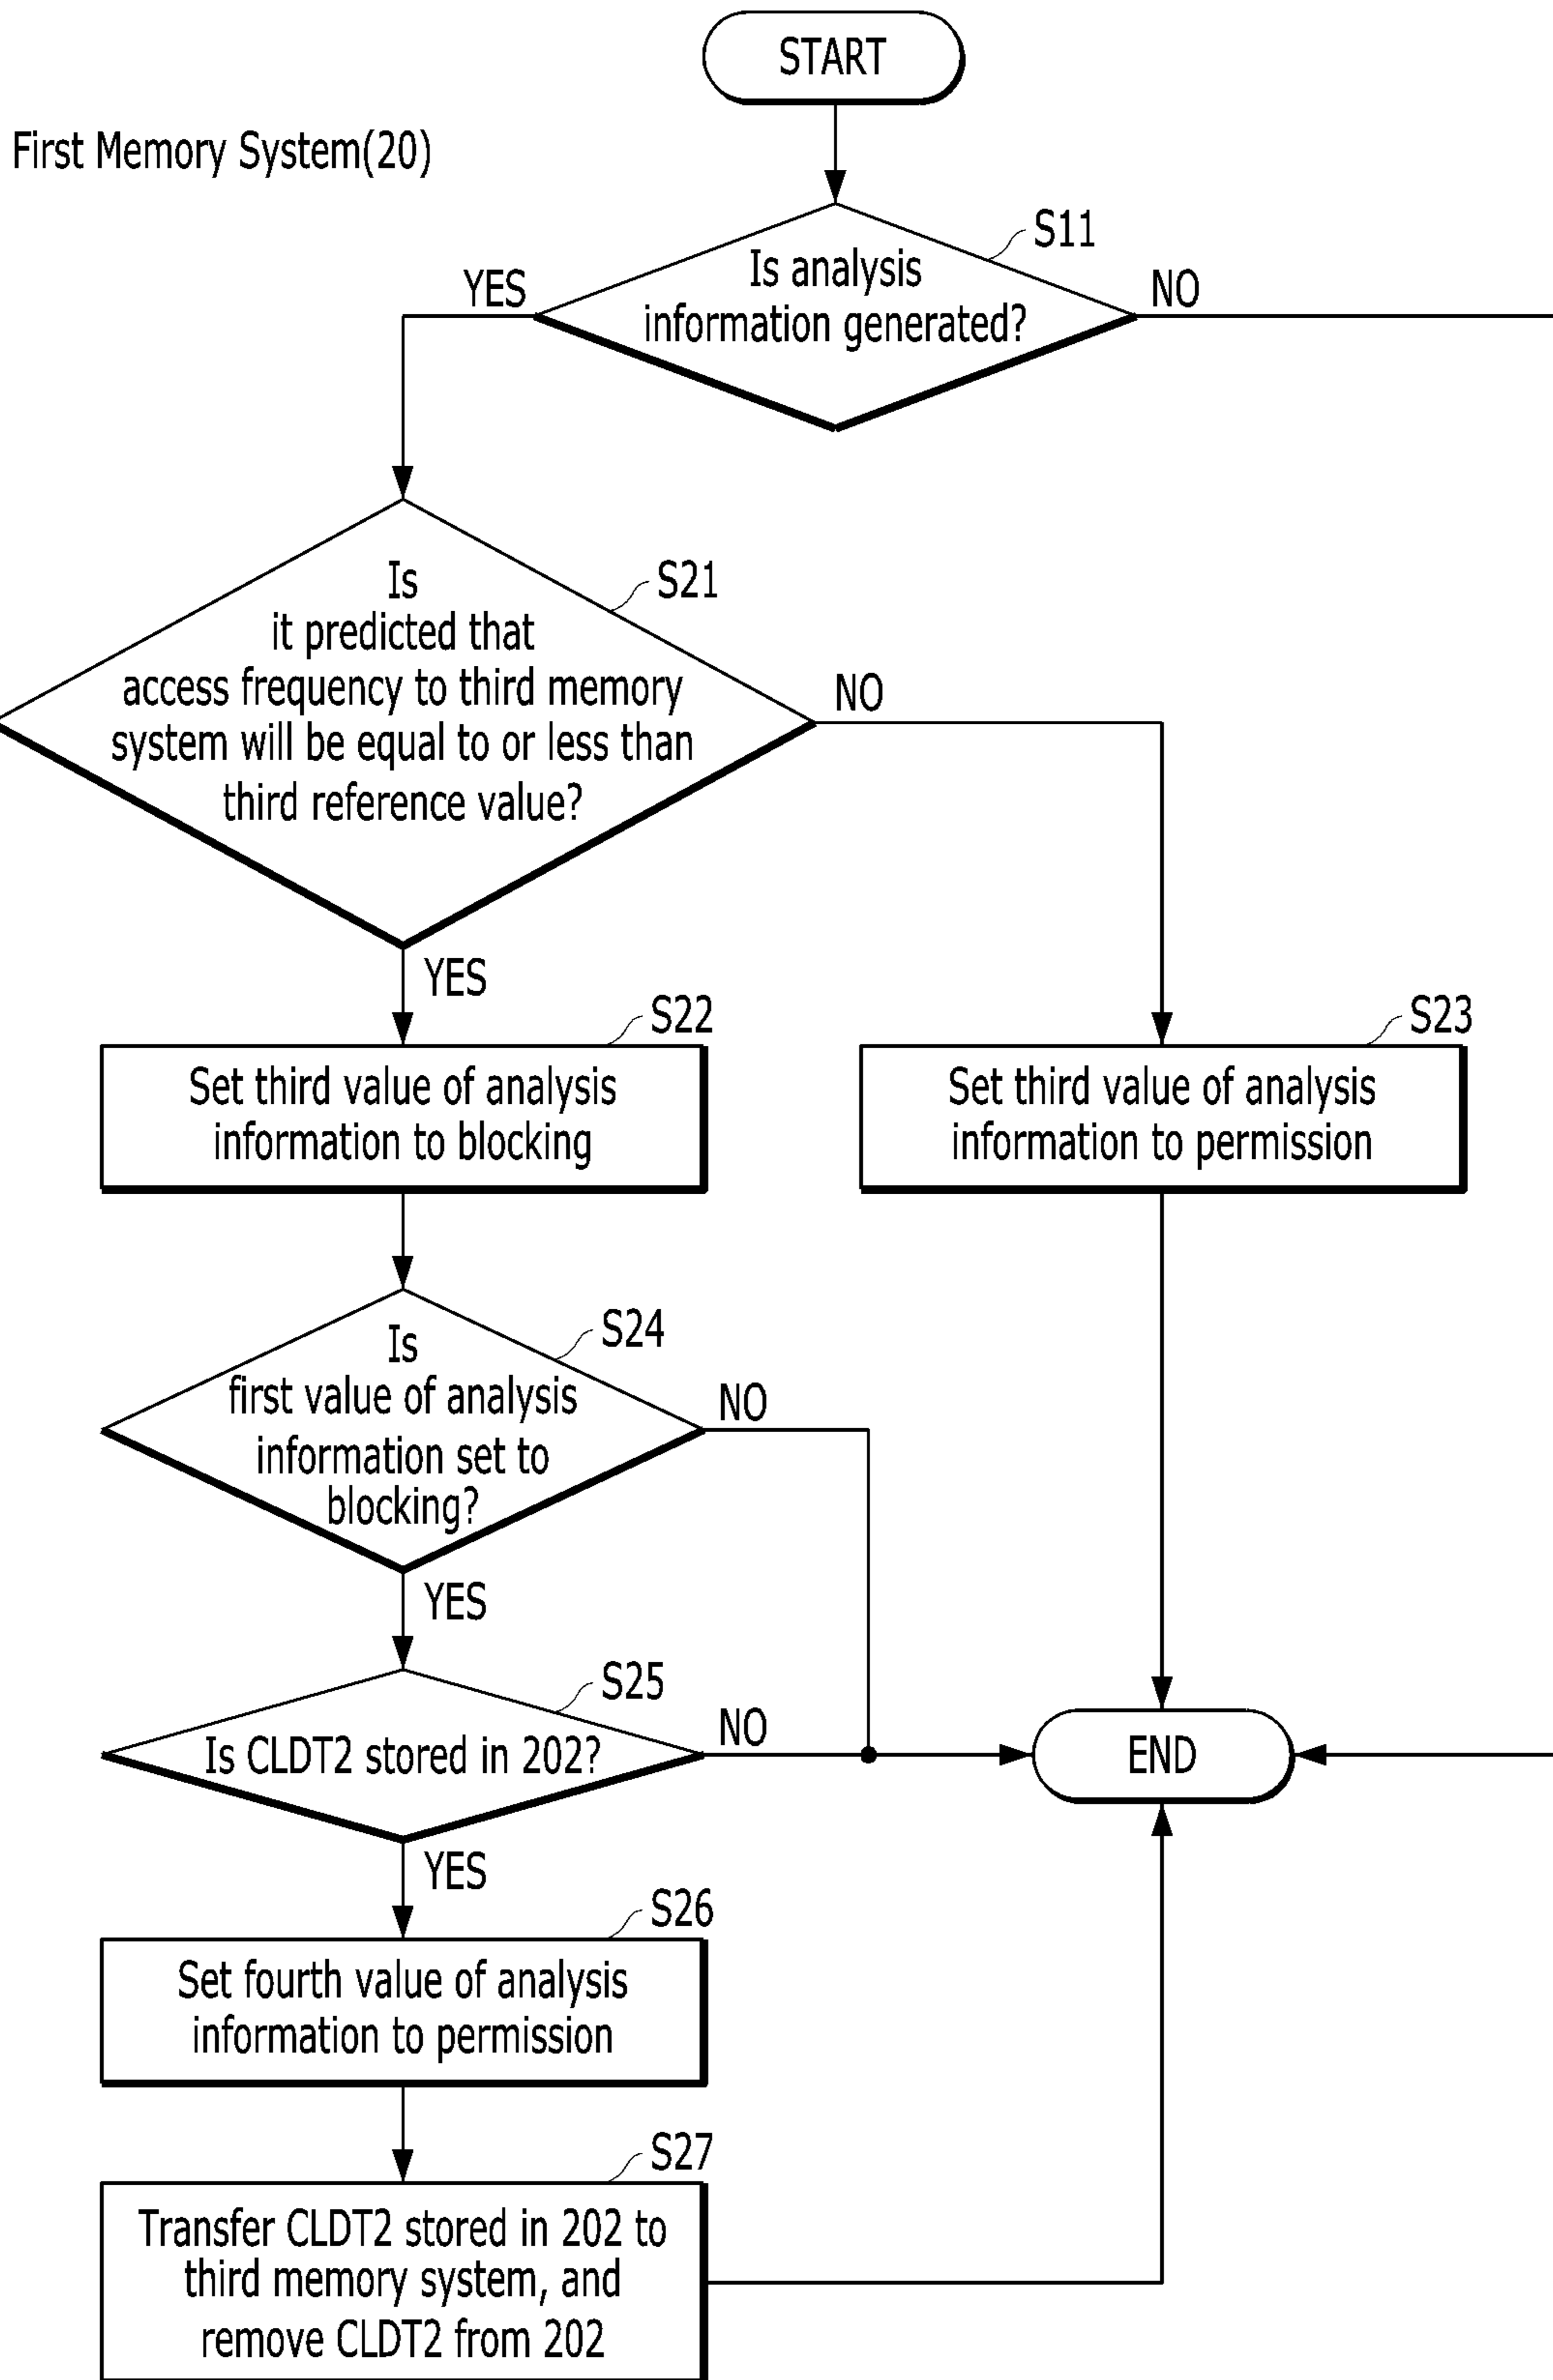 START
First Memory System(20)
S11
Is analysis
information generated?
YES
NO
S21
Is
it predicted that
access frequency to third memory
system will be equal to or less than
third reference value?
NO
YES
S22
Set third value of analysis
information to blocking
S23
Set third value of analysis
information to permission
S24
Is
first value of analysis
information set to
blocking?
NO
YES
S25
Is CLDT2 stored in 202?
NO
END
YES
S26
Set fourth value of analysis
information to permission
S27
Transfer CLDT2 stored in 202 to
third memory system, and
remove CLDT2 from 202